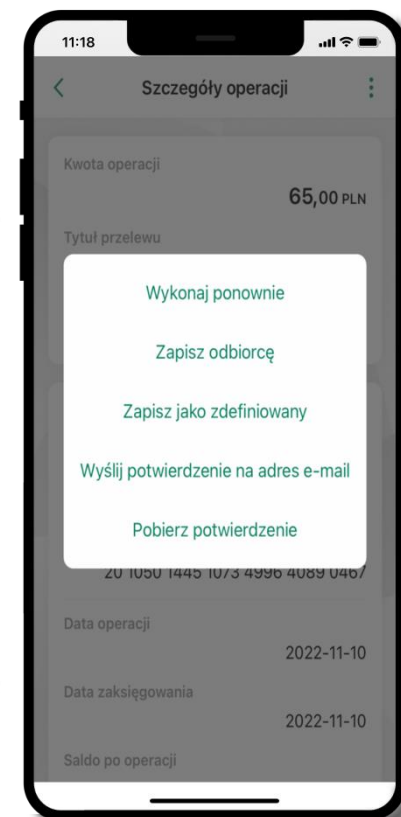 11:18
Szczegóły operacji
Kwota operacji
65,00 PLN
Tytuł przelewu
Wykonaj ponownie
Zapisz odbiorcę
Zapisz jako zdefiniowany
Wyślij potwierdzenie na adres e-mail
Pobierz potwierdzenie
20 1050 1445 1073 4996 4089 0467
Data operacji
2022-11-10
Data zaksięgowania
2022-11-10
Saldo po operacji